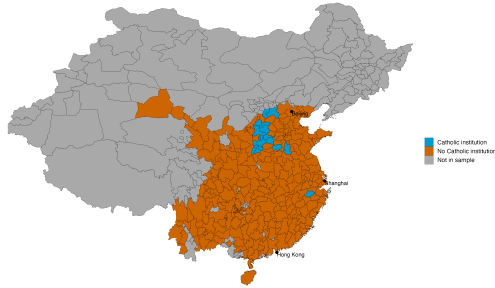 Beijing
Shanghai
Hong Kong
Catholic institution
No Catholic institution
Not in sample